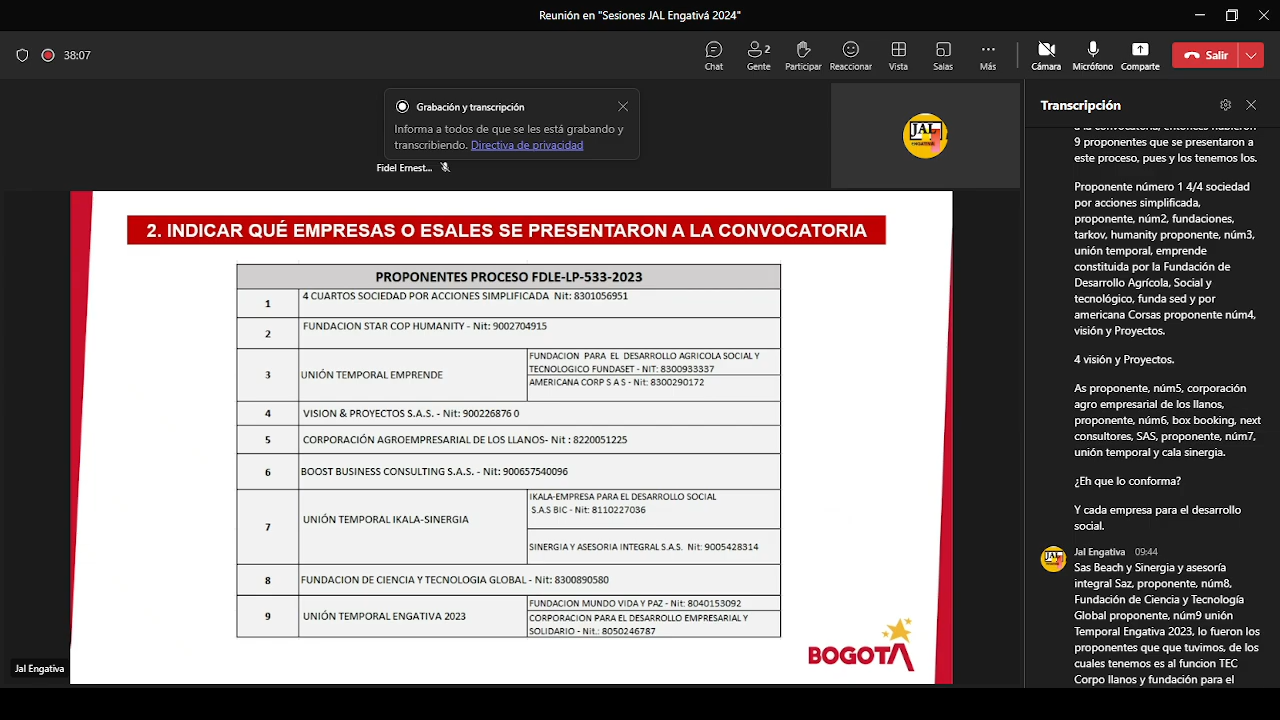 Reunión en "Sesiones JAL Engativá 2024"
38:07
Chat
Gente 2
Participar
Reaccionar
Vista
Salas
Más
Cámara
Micrófono
Comparte
Salir
Grabación y transcripción
Informa a todos de que se les está grabando y
transcribiendo. Directiva de privacidad
Fidel Ernest...
JAL
ENGATIVÁ
2. INDICAR QUÉ EMPRESAS O ESALES SE PRESENTARON A LA CONVOCATORIA
PROPONENTES PROCESO FDLE-LP-533-2023
1 4 CUARTOS SOCIEDAD POR ACCIONES SIMPLIFICADA Nit: 8301056951
2 FUNDACION STAR COP HUMANITY - Nit: 9002704915
3 UNIÓN TEMPORAL EMPRENDE
FUNDACION PARA EL DESARROLLO AGRICOLA SOCIAL Y
TECNOLOGICO FUNDASET - NIT: 8300933337
AMERICANA CORP S A S - Nit: 8300290172
4 VISION & PROYECTOS S.A.S. - Nit: 900226876 0
5 CORPORACIÓN AGROEMPRESARIAL DE LOS LLANOS- Nit : 8220051225
6 BOOST BUSINESS CONSULTING S.A.S. - Nit: 900657540096
7 UNIÓN TEMPORAL IKALA-SINERGIA
IKALA-EMPRESA PARA EL DESARROLLO SOCIAL
S.A.S BIC - Nit: 8110227036
SINERGIA Y ASESORIA INTEGRAL S.A.S. Nit: 9005428314
8 FUNDACION DE CIENCIA Y TECNOLOGIA GLOBAL - Nit: 8300890580
9 UNIÓN TEMPORAL ENGATIVA 2023
FUNDACION MUNDO VIDA Y PAZ - Nit: 8040153092
CORPORACION PARA EL DESARROLLO EMPRESARIAL Y
SOLIDARIO - Nit.: 8050246787
BOGOTÁ
Jal Engativa
Transcripción
a la convocatoria, entonces hubieron
9 proponentes que se presentaron a
este proceso, pues y los tenemos los.
Proponente número 1 4/4 sociedad
por acciones simplificada,
proponente, núm2, fundaciones,
tarkov, humanity proponente, núm3,
unión temporal, emprende
constituida por la Fundación de
Desarrollo Agrícola, Social y
tecnológico, funda sed y por
americana Corsas proponente núm4,
visión y Proyectos.
4 visión y Proyectos.
As proponente, núm5, corporación
agro empresarial de los llanos,
proponente, núm6, box booking, next
consultores, SAS, proponente, núm7,
unión temporal y cala sinergia.
¿Eh que lo conforma?
Y cada empresa para el desarrollo
social.
Jal Engativa 09:44
Sas Beach y Sinergia y asesoría
integral Saz, proponente, núm8,
Fundación de Ciencia y Tecnología
Global proponente, núm9 unión
Temporal Engativa 2023, lo fueron los
proponentes que que tuvimos, de los
cuales tenemos es al funcion TEC
Corpo llanos y fundación para el